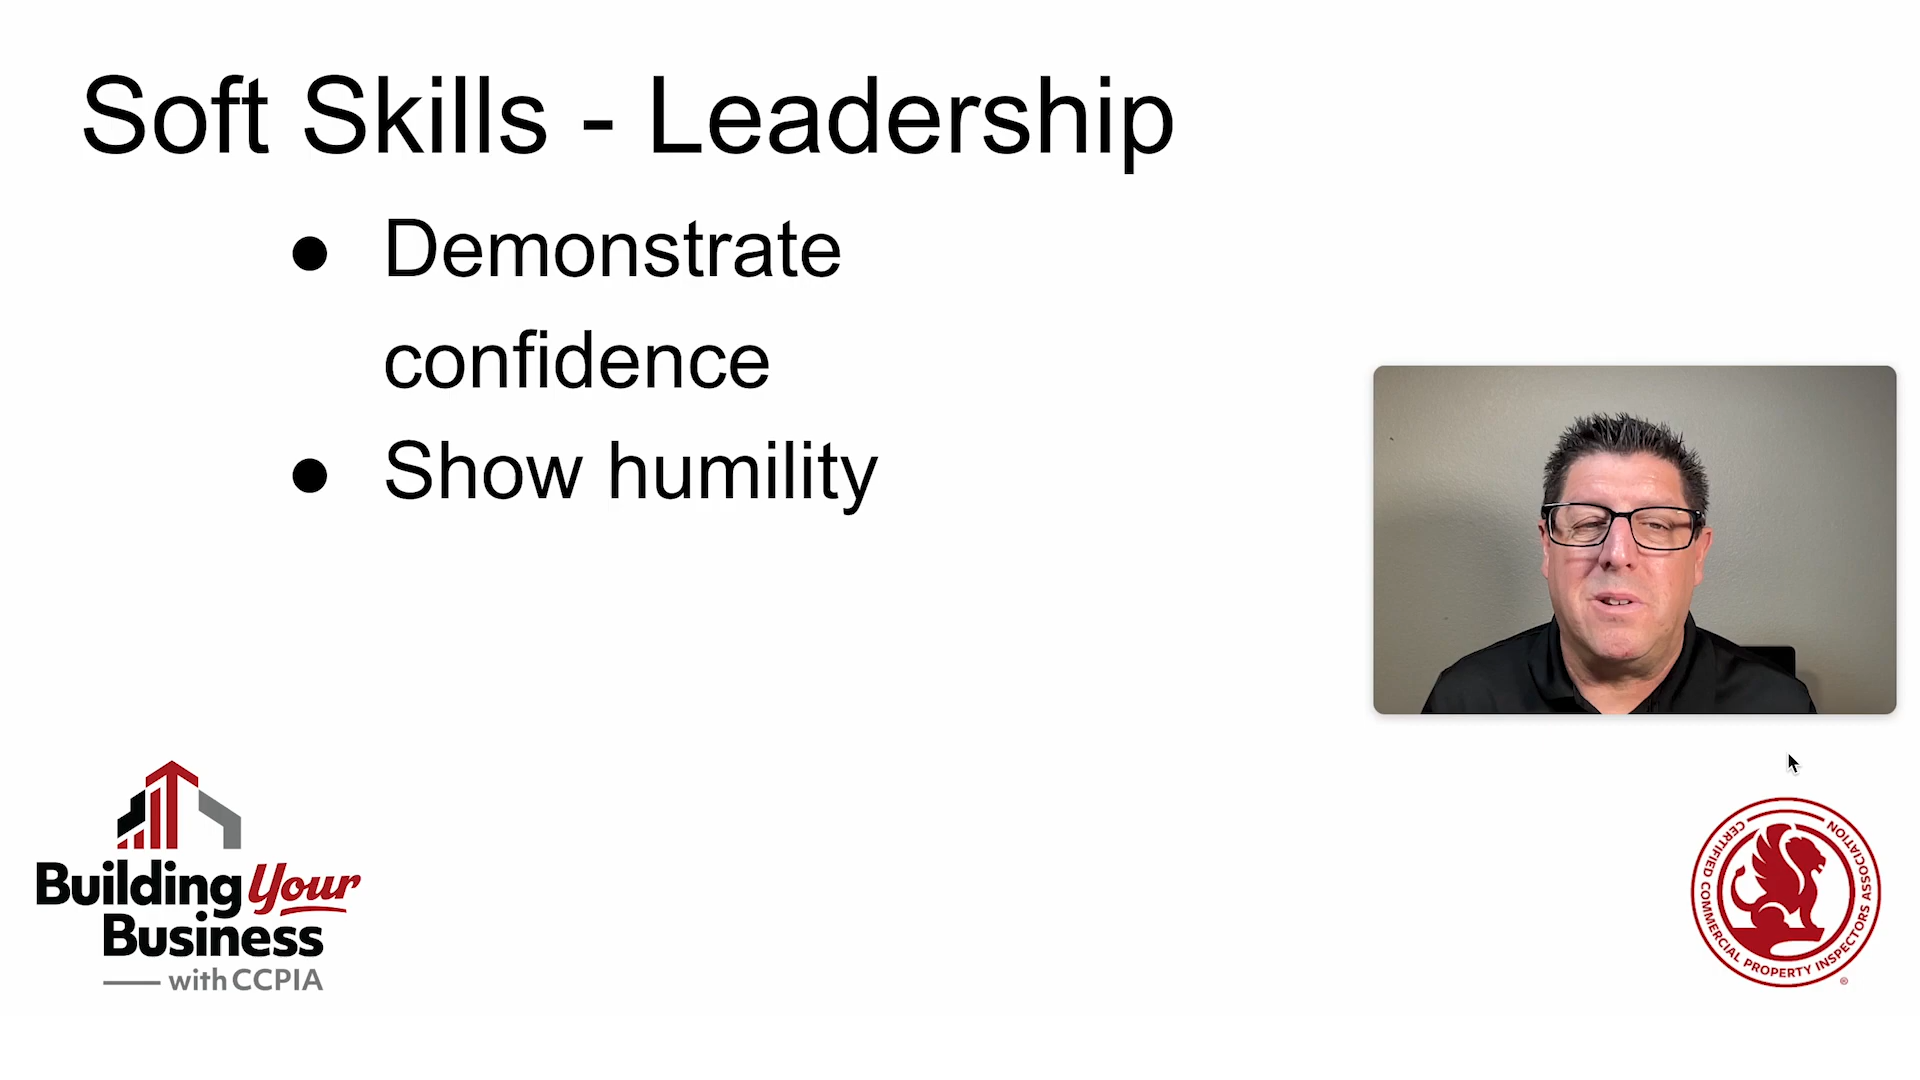 Soft Skills - Leadership
● Demonstrate
confidence
● Show humility
Building Your
Business
with CCPIA
CERTIFIED COMMERCIAL PROPERTY INSPECTORS ASSOCIATION
®